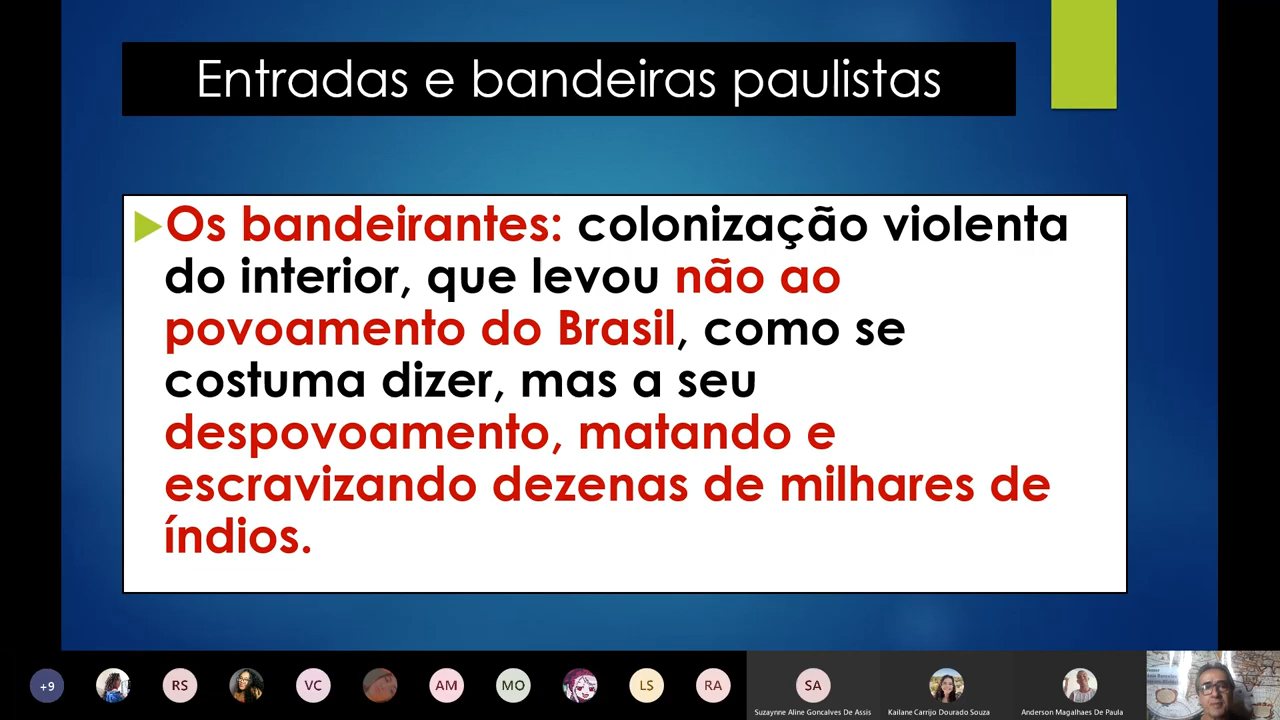 Entradas e bandeiras paulistas
Os bandeirantes: colonização violenta
do interior, que levou não ao
povoamento do Brasil, como se
costuma dizer, mas a seu
despovoamento, matando e
escravizando dezenas de milhares de
índios.
+9
RS
VC
AM
MO
LS
RA
SA
Suzaynne Aline Goncalves De Assis
Kailane Carrijo Dourado Souza
Anderson Magalhaes De Paula